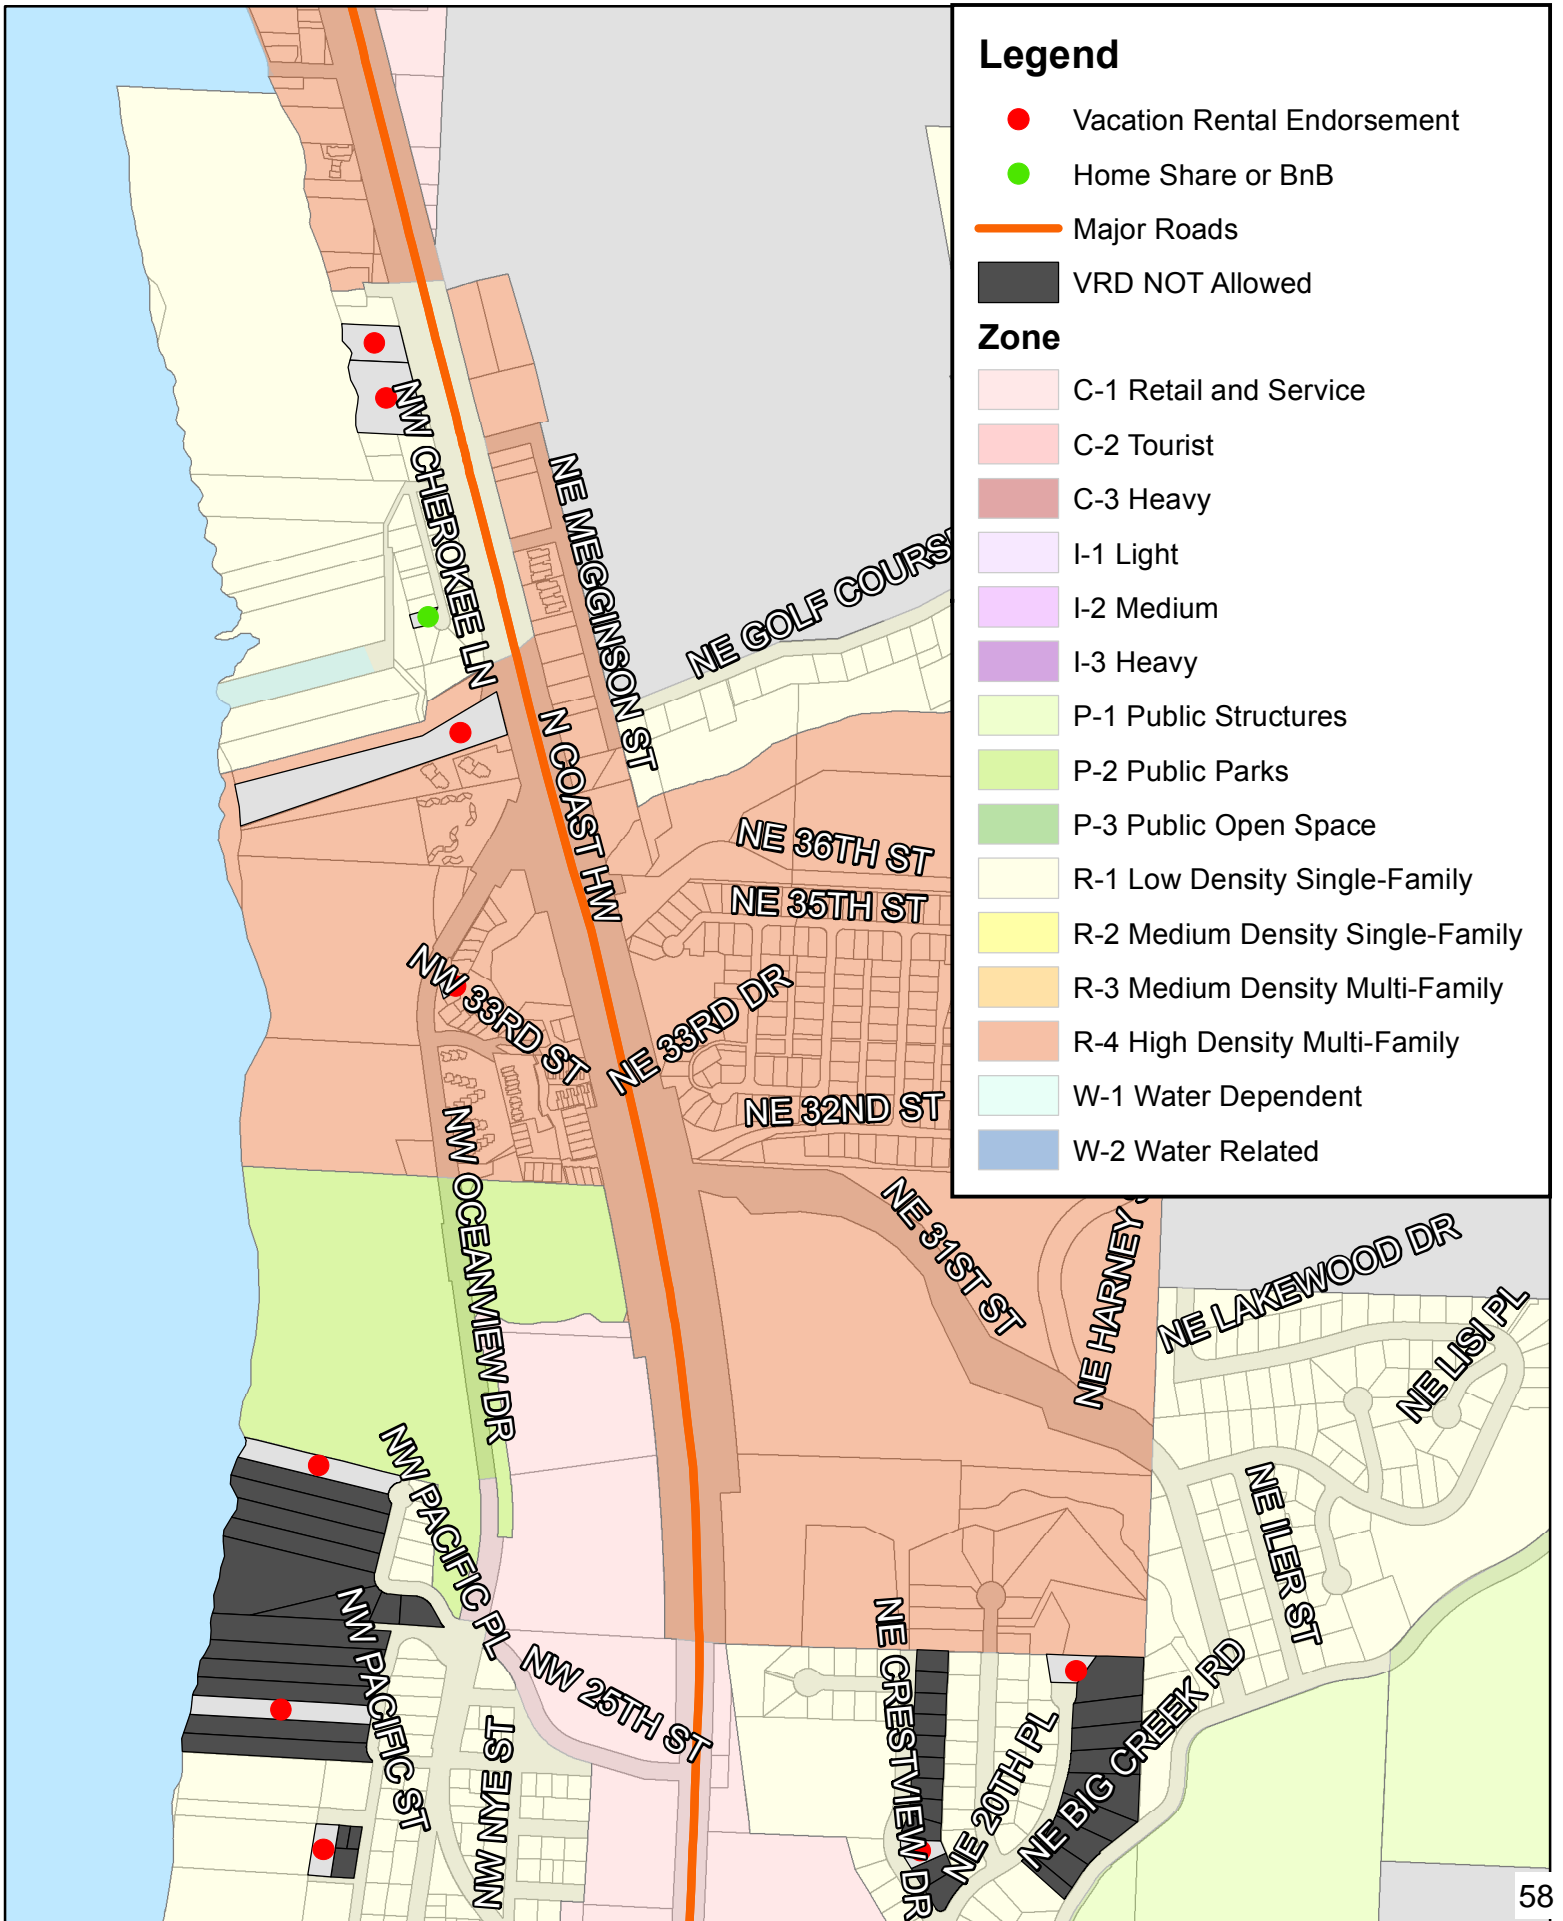 Legend
Vacation Rental Endorsement
Home Share or BnB
Major Roads
VRD NOT Allowed
Zone
C-1 Retail and Service
C-2 Tourist
C-3 Heavy
I-1 Light
I-2 Medium
I-3 Heavy
P-1 Public Structures
P-2 Public Parks
P-3 Public Open Space
R-1 Low Density Single-Family
R-2 Medium Density Single-Family
R-3 Medium Density Multi-Family
R-4 High Density Multi-Family
W-1 Water Dependent
W-2 Water Related
NW CHEROKEE LN
NE MEGGINSON ST
NE GOLF COURS
N COAST HW
NE 36TH ST
NE 35TH ST
NW 33RD ST
NE 33RD DR
NE 32ND ST
NW OCEANVIEW DR
NE 31ST ST
NE HARNEY S
NE LAKEWOOD DR
NE LISI PL
NW PACIFIC PL
NE ILER ST
NW PACIFIC ST
NW 25TH ST
NE CRESTVIEW DR
NE 20TH PL
NE BIG CREEK RD
NW NYE ST
58